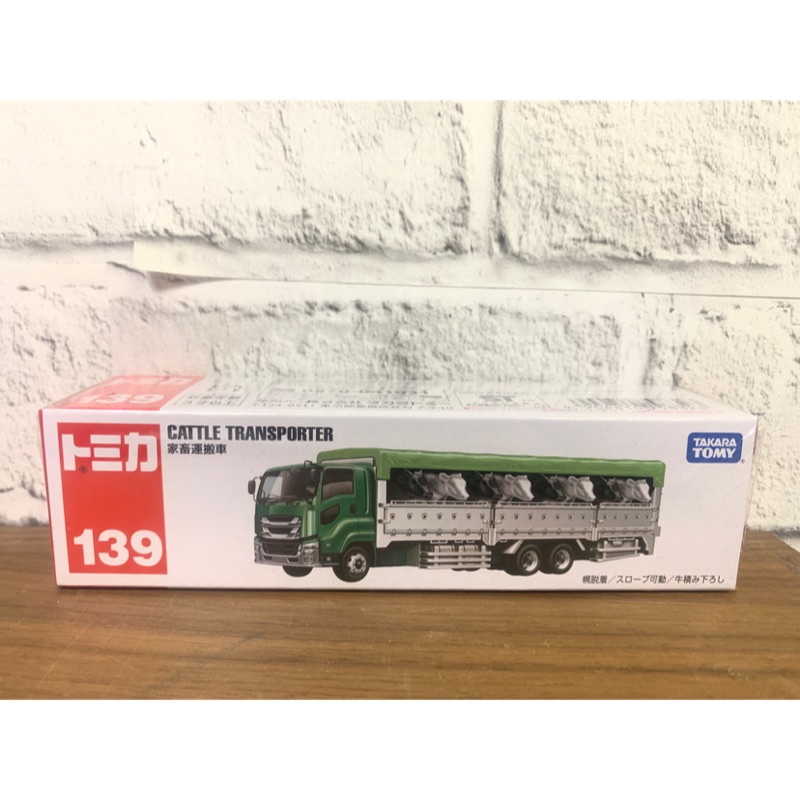 139
トミカ
139
CATTLE TRANSPORTER
家畜運搬車
TAKARA
TOMY
幌脱着／スロープ可動／牛積み下ろし